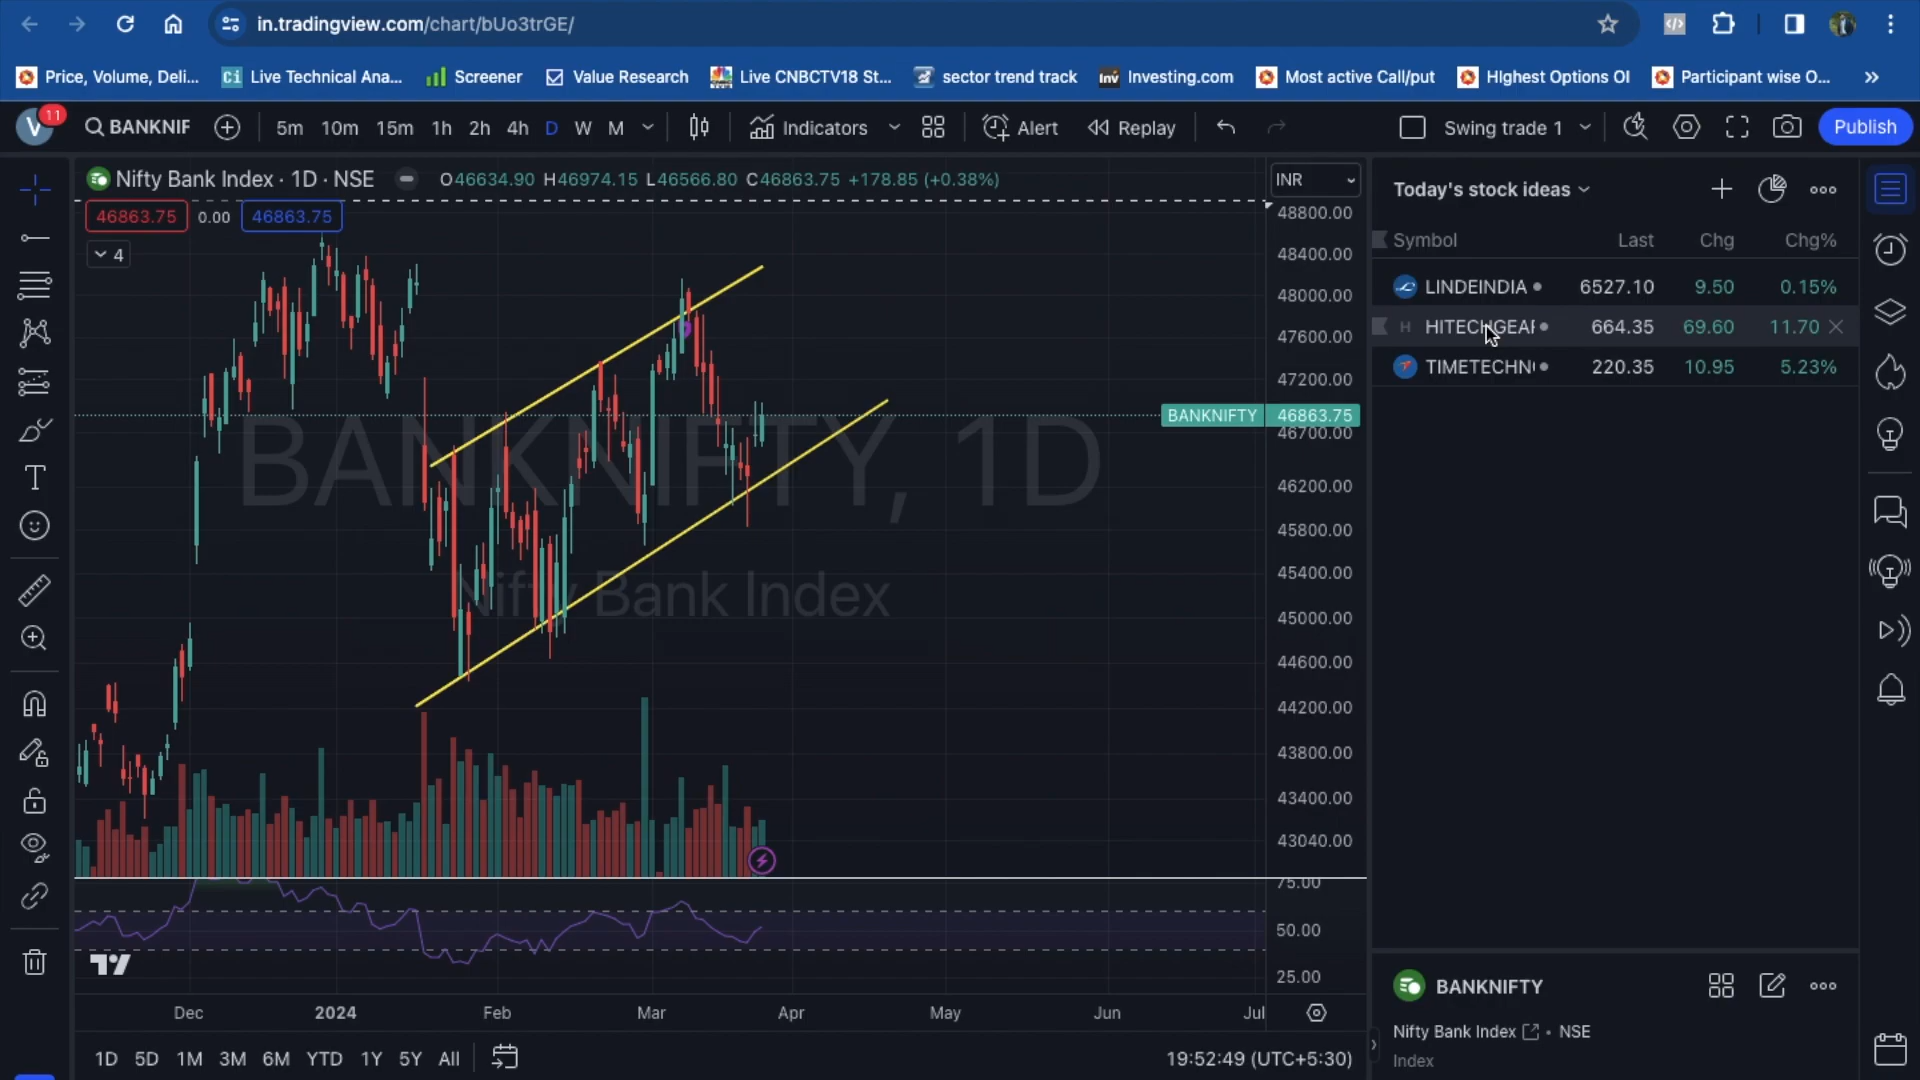 in.tradingview.com/chart/bUo3trGE/
Price, Volume, Deli... Ci Live Technical Ana... Screener Value Research Live CNBCTV18 St... sector trend track Inv Investing.com Most active Call/put HIghest Options OI Participant wise O... »
V 11 BANKNIF 5m 10m 15m 1h 2h 4h D W M Indicators Alert Replay Swing trade 1 Publish
Nifty Bank Index · 1D · NSE O46634.90 H46974.15 L46566.80 C46863.75 +178.85 (+0.38%) INR
46863.75 0.00 46863.75
4
48800.00
48400.00
48000.00
47600.00
47200.00
BANKNIFTY 46863.75
46700.00
46200.00
45800.00
45400.00
45000.00
44600.00
44200.00
43800.00
43400.00
43040.00
75.00
50.00
25.00
BANKNIFTY, 1D
Nifty Bank Index
Dec 2024 Feb Mar Apr May Jun Jul
1D 5D 1M 3M 6M YTD 1Y 5Y All 19:52:49 (UTC+5:30)
Today's stock ideas
Symbol Last Chg Chg%
LINDEINDIA 6527.10 9.50 0.15%
H HITECHGEAR 664.35 69.60 11.70
TIMETECHN 220.35 10.95 5.23%
BANKNIFTY
Nifty Bank Index • NSE
Index